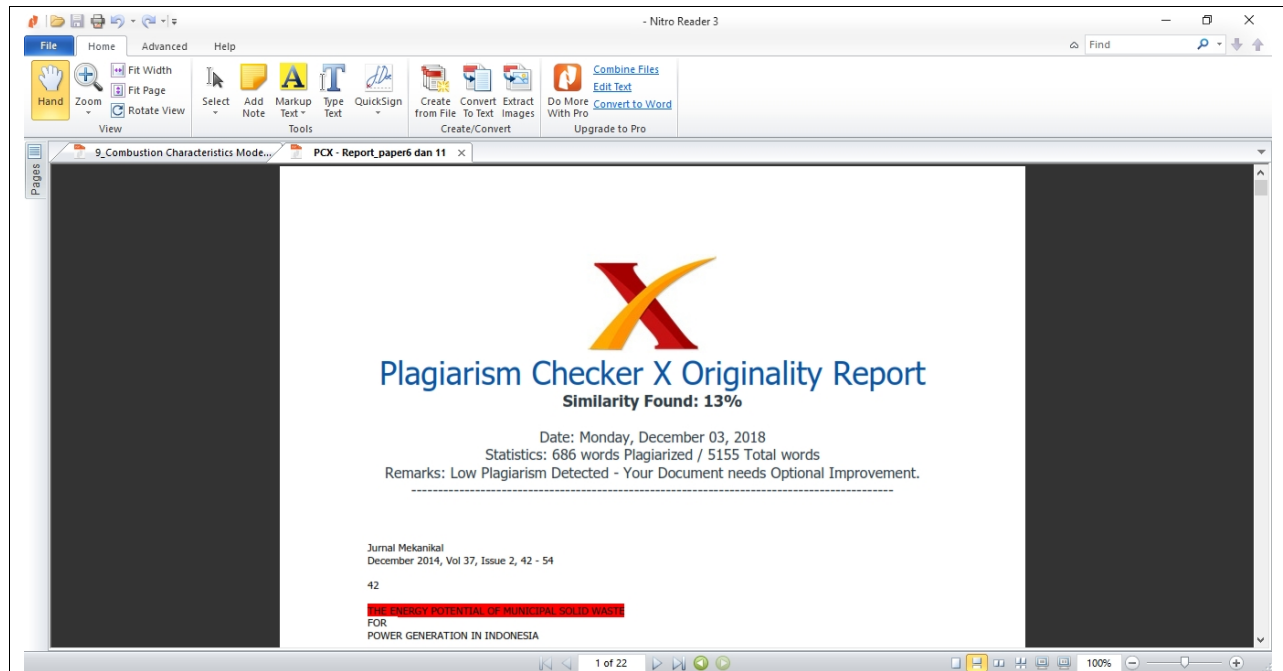 - Nitro Reader 3
File Home Advanced Help Find
Hand
Zoom
Fit Width
Fit Page
Rotate View
View
Select
Add Note
Markup Text
Type Text
QuickSign
Tools
Create from File
Convert To Text
Extract Images
Create/Convert
Do More With Pro
Combine Files
Edit Text
Convert to Word
Upgrade to Pro
9_Combustion Characteristics Mode...
PCX - Report_paper6 dan 11
Pages
Plagiarism Checker X Originality Report
Similarity Found: 13%
Date: Monday, December 03, 2018
Statistics: 686 words Plagiarized / 5155 Total words
Remarks: Low Plagiarism Detected - Your Document needs Optional Improvement.
-------------------------------------------------------------------------------------------
Jurnal Mekanikal
December 2014, Vol 37, Issue 2, 42 - 54
42
THE ENERGY POTENTIAL OF MUNICIPAL SOLID WASTE
FOR
POWER GENERATION IN INDONESIA
1 of 22
100%